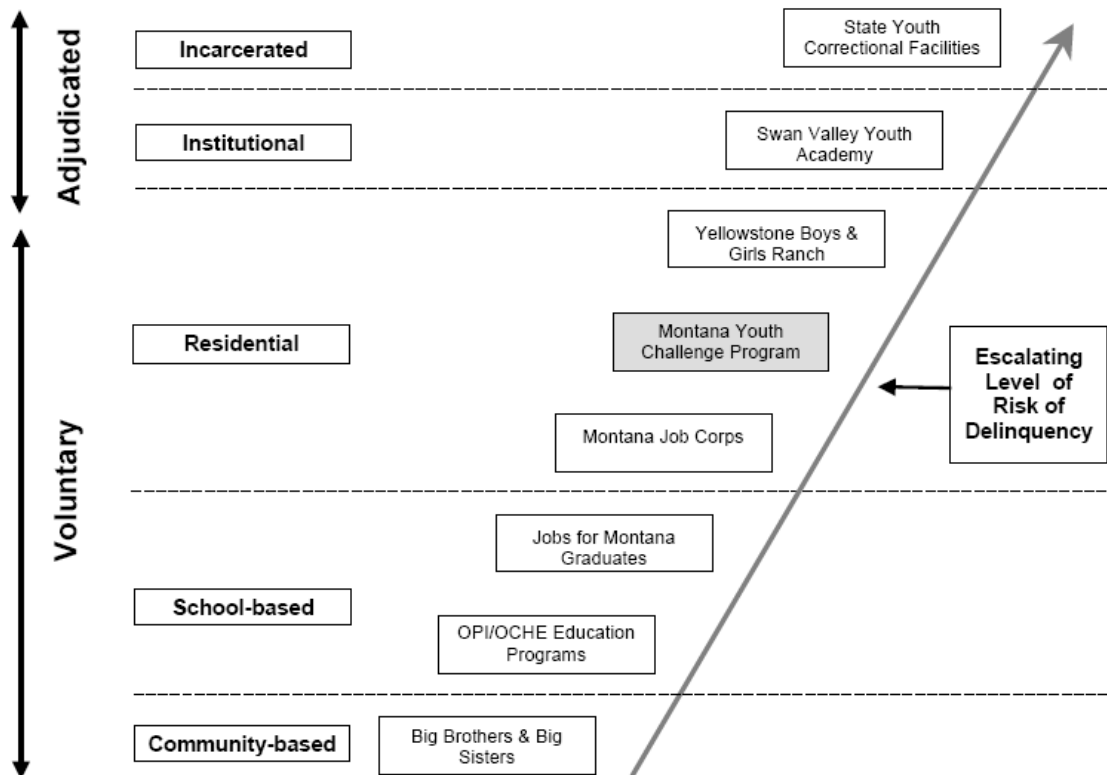 Adjudicated
Incarcerated
State Youth
Correctional Facilities
Institutional
Swan Valley Youth
Academy
Voluntary
Yellowstone Boys &
Girls Ranch
Residential
Montana Youth
Challenge Program
Escalating
Level of
Risk of
Delinquency
Montana Job Corps
Jobs for Montana
Graduates
School-based
OPI/OCHE Education
Programs
Community-based
Big Brothers & Big
Sisters